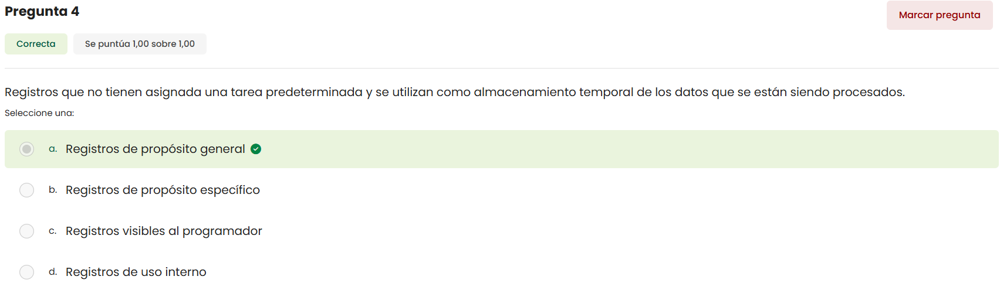 Pregunta 4
Marcar pregunta
Correcta
Se puntúa 1,00 sobre 1,00
Registros que no tienen asignada una tarea predeterminada y se utilizan como almacenamiento temporal de los datos que se están siendo procesados.
Seleccione una:
a. Registros de propósito general
b. Registros de propósito específico
c. Registros visibles al programador
d. Registros de uso interno